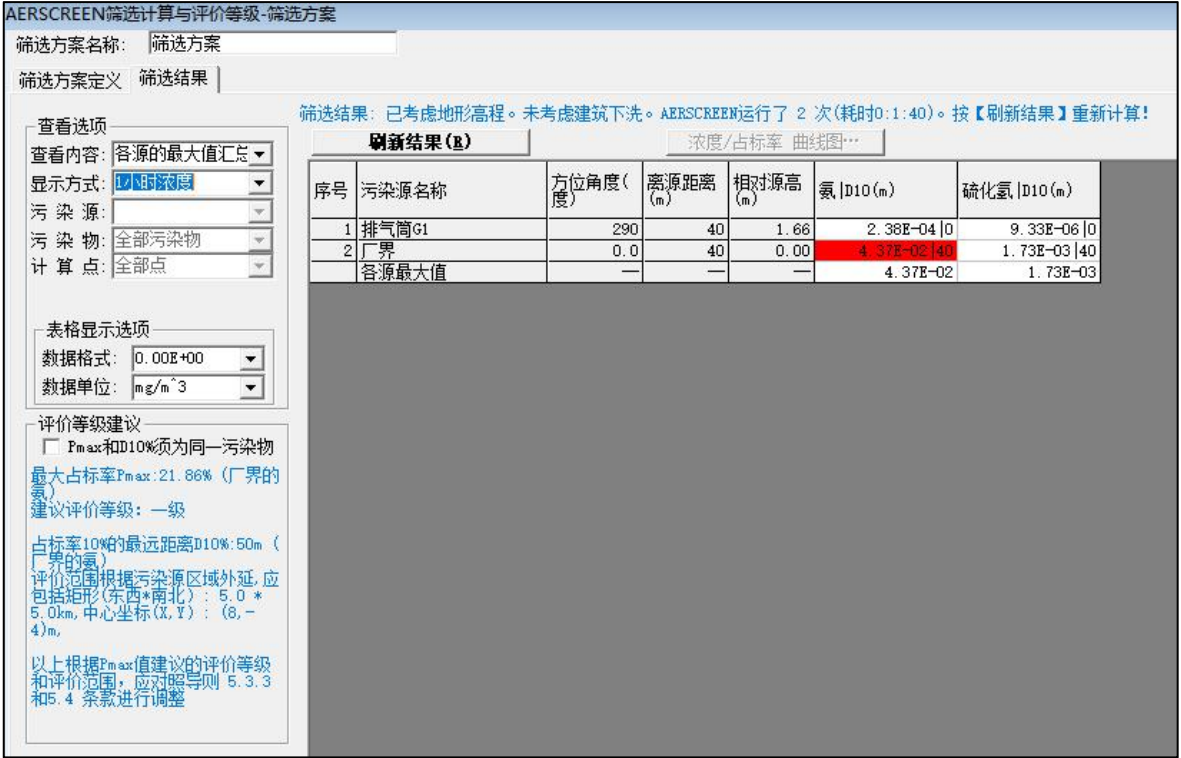 AERSCREEN筛选计算与评价等级-筛选方案
筛选方案名称: 筛选方案
筛选方案定义 筛选结果
筛选结果: 已考虑地形高程。未考虑建筑下洗。AERSCREEN运行了 2 次(耗时0:1:40)。按【刷新结果】重新计算!
查看选项
查看内容: 各源的最大值汇总
显示方式: 1小时浓度
污 染 源:
污 染 物: 全部污染物
计 算 点: 全部点
表格显示选项
数据格式: 0.00E+00
数据单位: mg/m^3
评价等级建议
Pmax和D10%须为同一污染物
最大占标率Pmax:21.86% (厂界的
氨)
建议评价等级: 一级
占标率10%的最远距离D10%:50m (
厂界的氨)
评价范围根据污染源区域外延,应
包括矩形(东西*南北): 5.0 *
5.0km,中心坐标(X,Y): (8,-
4)m,
以上根据Pmax值建议的评价等级
和评价范围, 应对照导则 5.3.3
和5.4 条款进行调整
刷新结果(R) 浓度/占标率 曲线图…
序号 污染源名称 方位角度(度) 离源距离(m) 相对源高(m) 氨|D10(m) 硫化氢|D10(m)
1 排气筒G1 290 40 1.66 2.38E-04|0 9.33E-06|0
2 厂界 0.0 40 0.00 4.37E-02|40 1.73E-03|40
各源最大值 — — — 4.37E-02 1.73E-03